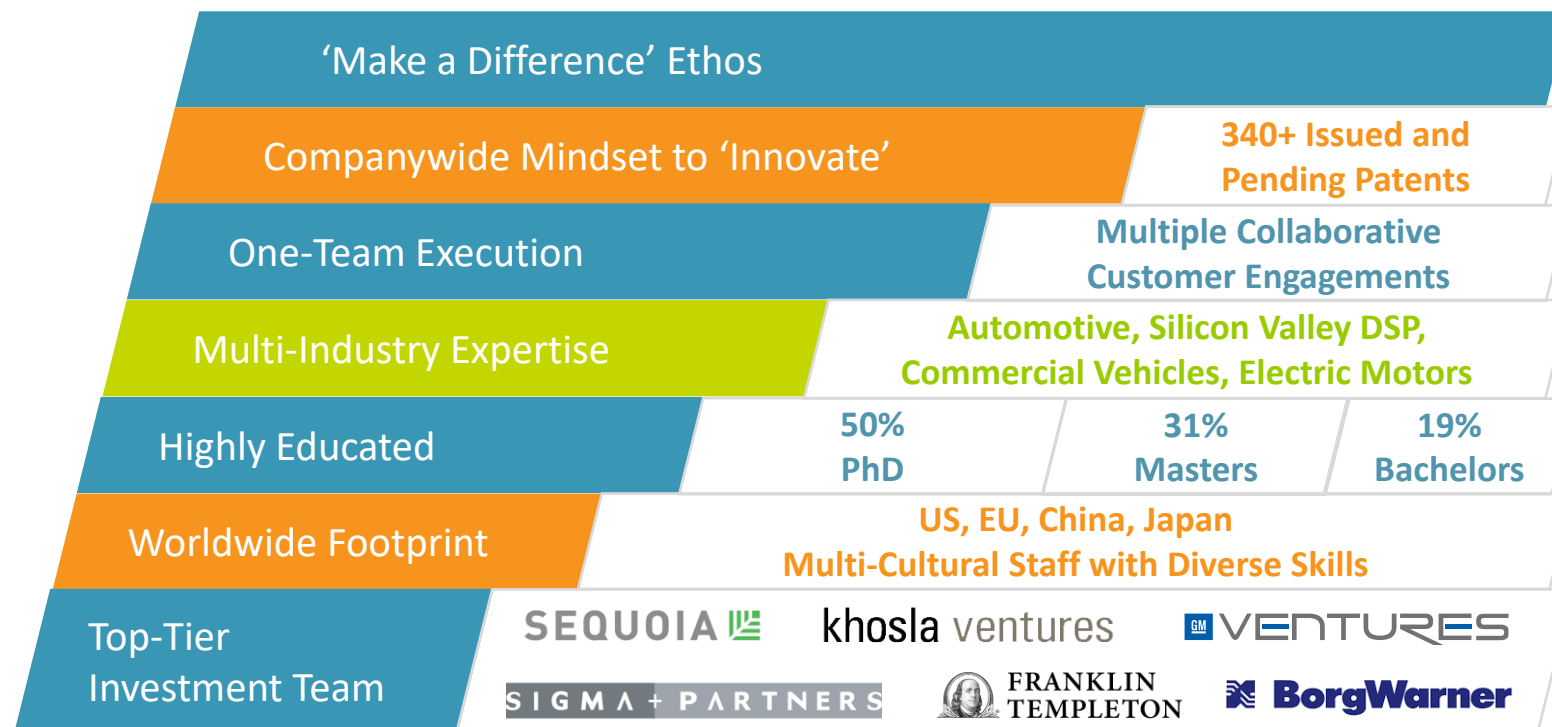 ‘Make a Difference’ Ethos
Companywide Mindset to ‘Innovate’
340+ Issued and
Pending Patents
One-Team Execution
Multiple Collaborative
Customer Engagements
Multi-Industry Expertise
Automotive, Silicon Valley DSP,
Commercial Vehicles, Electric Motors
Highly Educated
50%
PhD
31%
Masters
19%
Bachelors
Worldwide Footprint
US, EU, China, Japan
Multi-Cultural Staff with Diverse Skills
Top-Tier
Investment Team
SEQUOIA
khosla ventures
GM VENTURES
SIGMA + PARTNERS
FRANKLIN
TEMPLETON
BorgWarner